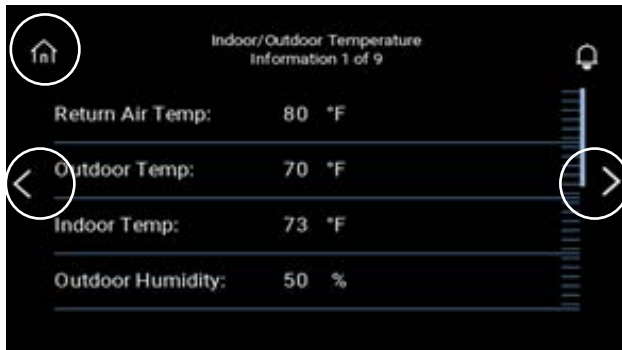 Indoor/Outdoor Temperature
Information 1 of 9
Return Air Temp: 80 °F
Outdoor Temp: 70 °F
Indoor Temp: 73 °F
Outdoor Humidity: 50 %